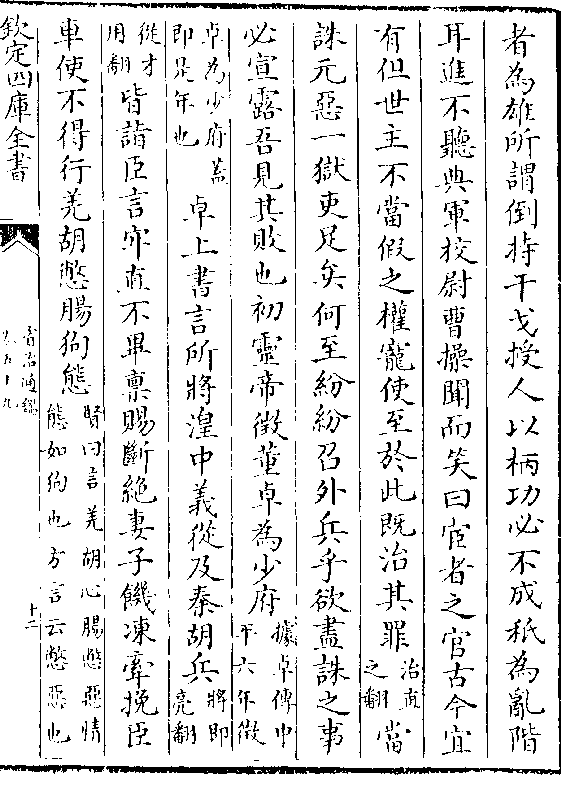 者為雄所謂倒持干戈授人以柄功必不成秖為亂階
耳進不聽典軍校尉曹操聞而笑曰宦者之官古今宜
有但世主不當假之權寵使至於此既治其罪治直之翻當
誅元惡一獄吏足矣何至紛紛召外兵乎欲盡誅之事
必宣露吾見其敗也初靈帝徵董卓為少府據卓傳中平六年徵
卓為少府蓋即是年也卓上書言所將湟中義從及秦胡兵將即亮翻
從才用翻皆詣臣言牢直不畢禀賜斷絶妻子饑凍牽挽臣
車使不得行羌胡憋腸狗態賢曰言羌胡心腸憋惡情態如狗也方言云憋惡也
欽定四庫全書
資治通鑑
卷五十九
十二